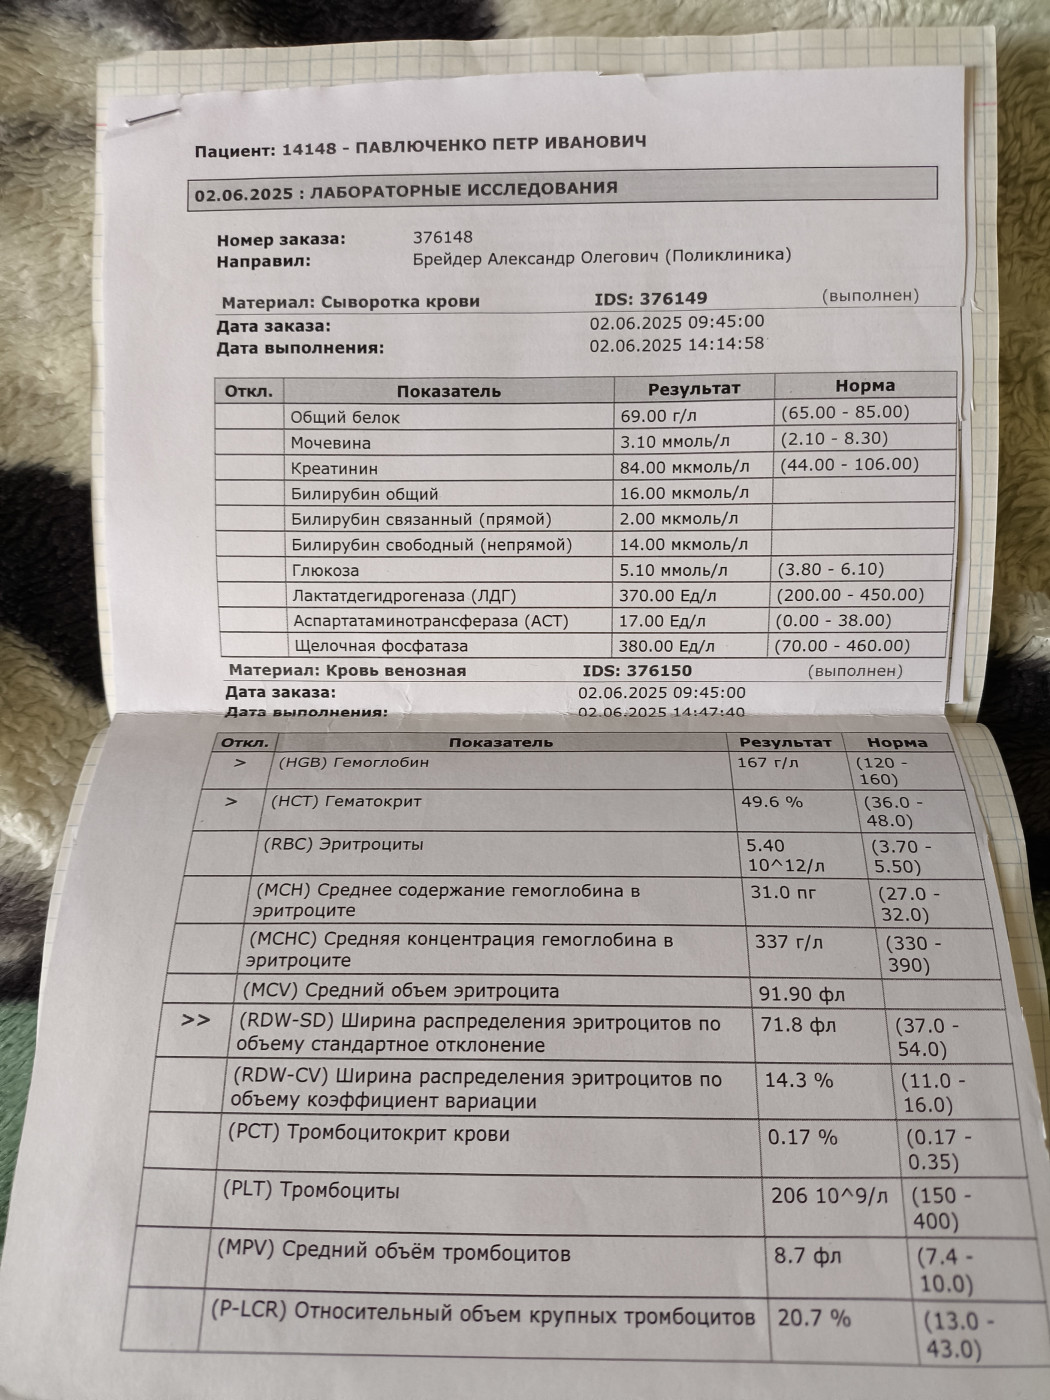 Пациент: 14148 - ПАВЛЮЧЕНКО ПЕТР ИВАНОВИЧ
02.06.2025 : ЛАБОРАТОРНЫЕ ИССЛЕДОВАНИЯ
Номер заказа: 376148
Направил: Брейдер Александр Олегович (Поликлиника)
Материал: Сыворотка крови IDS: 376149 (выполнен)
Дата заказа: 02.06.2025 09:45:00
Дата выполнения: 02.06.2025 14:14:58
Откл. Показатель Результат Норма
Общий белок 69.00 г/л (65.00 - 85.00)
Мочевина 3.10 ммоль/л (2.10 - 8.30)
Креатинин 84.00 мкмоль/л (44.00 - 106.00)
Билирубин общий 16.00 мкмоль/л
Билирубин связанный (прямой) 2.00 мкмоль/л
Билирубин свободный (непрямой) 14.00 мкмоль/л
Глюкоза 5.10 ммоль/л (3.80 - 6.10)
Лактатдегидрогеназа (ЛДГ) 370.00 Ед/л (200.00 - 450.00)
Аспартатаминотрансфераза (АСТ) 17.00 Ед/л (0.00 - 38.00)
Щелочная фосфатаза 380.00 Ед/л (70.00 - 460.00)
Материал: Кровь венозная IDS: 376150 (выполнен)
Дата заказа: 02.06.2025 09:45:00
Дата выполнения: 02.06.2025 14:47:40
Откл. Показатель Результат Норма
> (HGB) Гемоглобин 167 г/л (120 -
160)
> (HCT) Гематокрит 49.6 % (36.0 -
48.0)
(RBC) Эритроциты 5.40 (3.70 -
10^12/л 5.50)
(MCH) Среднее содержание гемоглобина в 31.0 пг (27.0 -
эритроците 32.0)
(MCHC) Средняя концентрация гемоглобина в 337 г/л (330 -
эритроците 390)
(MCV) Средний объем эритроцита 91.90 фл
>> (RDW-SD) Ширина распределения эритроцитов по 71.8 фл (37.0 -
объему стандартное отклонение 54.0)
(RDW-CV) Ширина распределения эритроцитов по 14.3 % (11.0 -
объему коэффициент вариации 16.0)
(PCT) Тромбоцитокрит крови 0.17 % (0.17 -
0.35)
(PLT) Тромбоциты 206 10^9/л (150 -
400)
(MPV) Средний объём тромбоцитов 8.7 фл (7.4 -
10.0)
(P-LCR) Относительный объем крупных тромбоцитов 20.7 % (13.0 -
43.0)